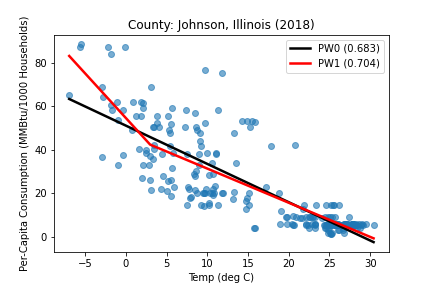 County: Johnson, Illinois (2018)
Per-Capita Consumption (MMBtu/1000 Households)
80
60
40
20
0
PW0 (0.683)
PW1 (0.704)
−5 0 5 10 15 20 25 30
Temp (deg C)